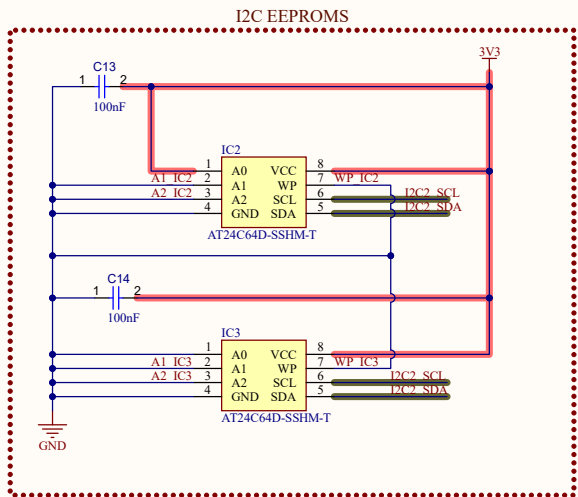 I2C EEPROMS
3V3
C13
1 2
100nF
IC2
1 A0 VCC 8
A1_IC2 2 A1 WP 7 WP_IC2
A2_IC2 3 A2 SCL 6 I2C2_SCL
4 GND SDA 5 I2C2_SDA
AT24C64D-SSHM-T
C14
1 2
100nF
IC3
1 A0 VCC 8
A1_IC3 2 A1 WP 7 WP_IC3
A2_IC3 3 A2 SCL 6 I2C2_SCL
4 GND SDA 5 I2C2_SDA
AT24C64D-SSHM-T
GND